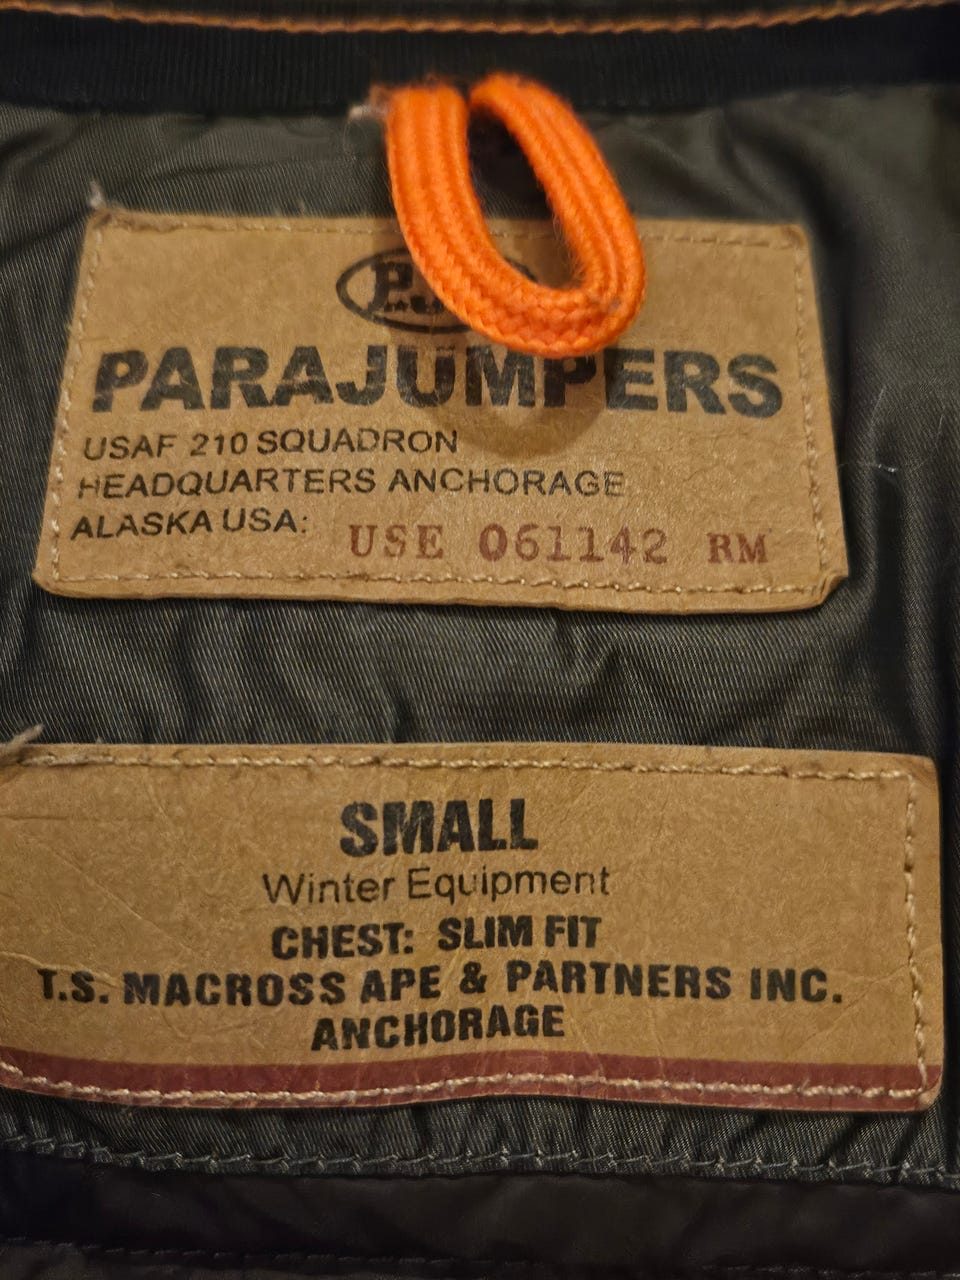 PARAJUMPERS
USAF 210 SQUADRON
HEADQUARTERS ANCHORAGE
ALASKA USA: USE 061142 RM
SMALL
Winter Equipment
CHEST: SLIM FIT
T.S. MACROSS APE & PARTNERS INC.
ANCHORAGE